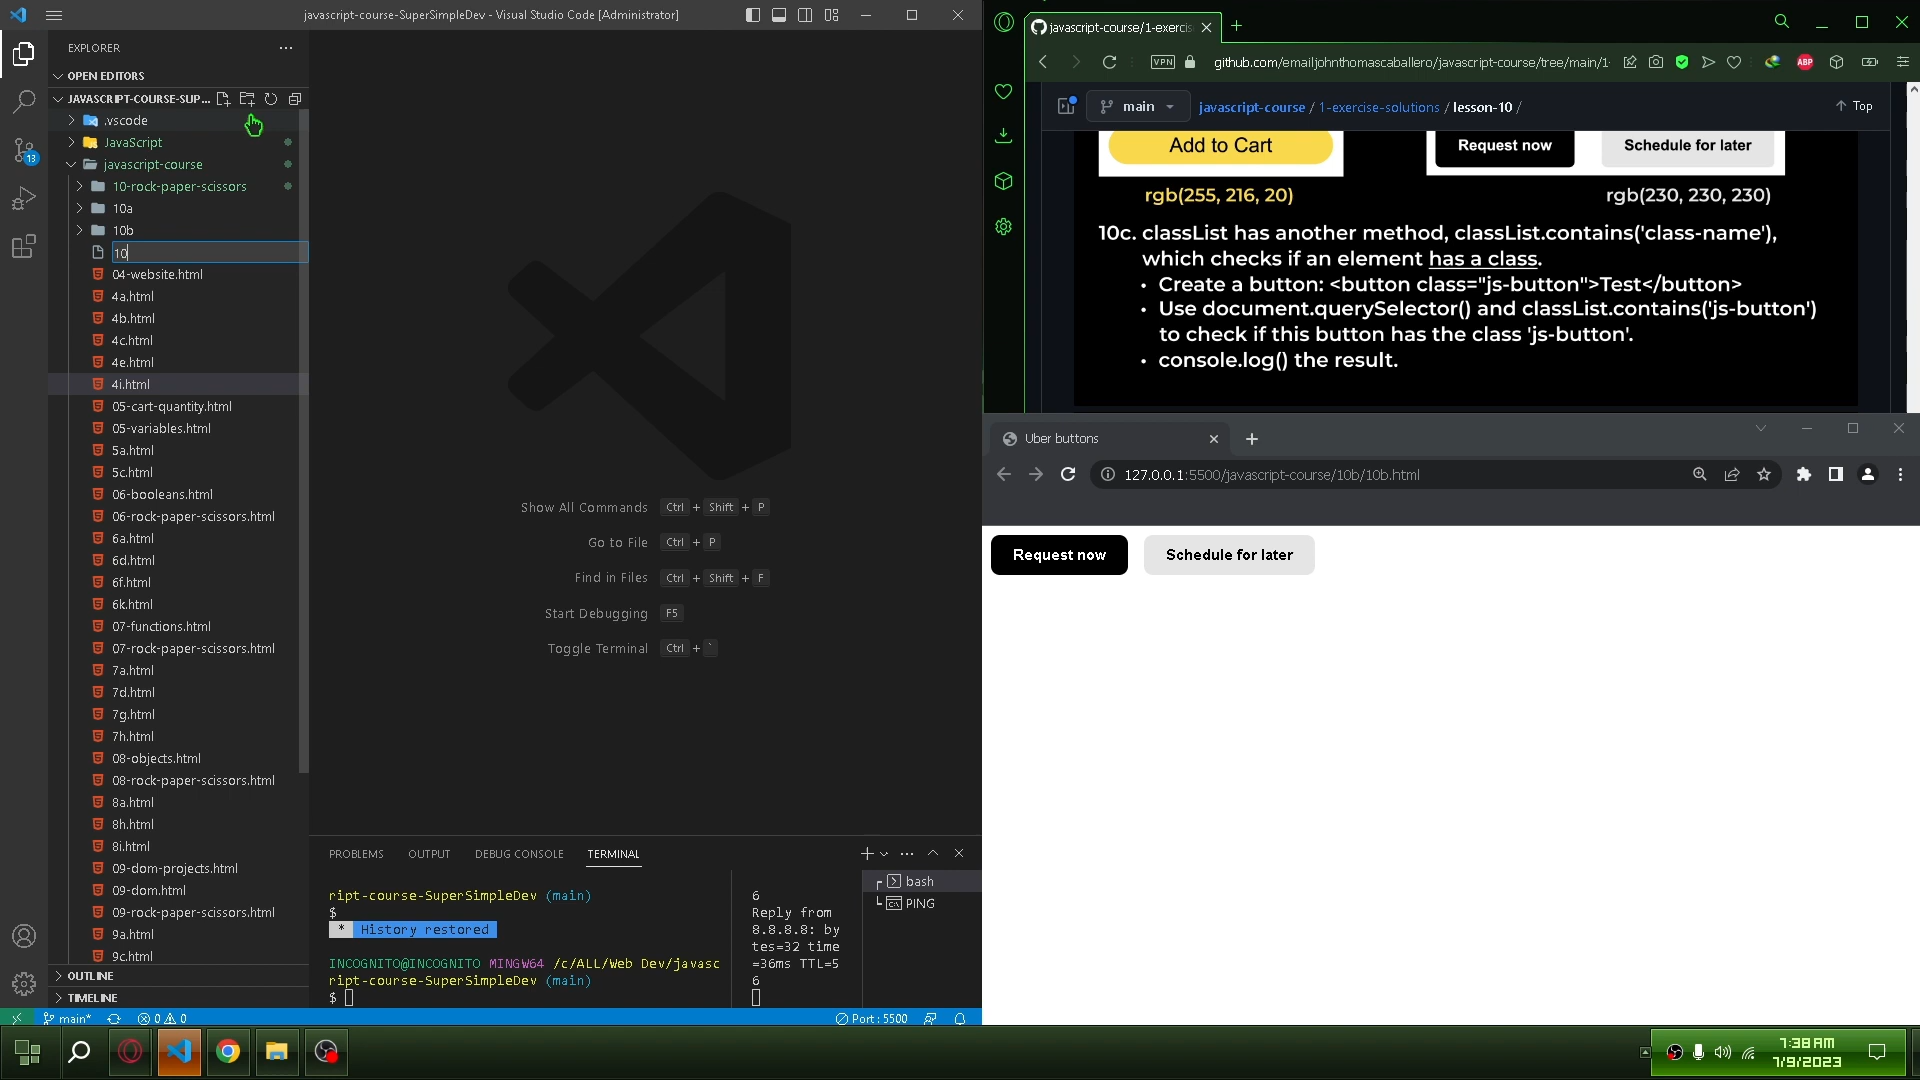 javascript-course-SuperSimpleDev - Visual Studio Code [Administrator]
EXPLORER
OPEN EDITORS
JAVASCRIPT-COURSE-SUP...
.vscode
JavaScript
javascript-course
10-rock-paper-scissors
10a
10b
10
04-website.html
4a.html
4b.html
4c.html
4e.html
4i.html
05-cart-quantity.html
05-variables.html
5a.html
5c.html
06-booleans.html
06-rock-paper-scissors.html
6a.html
6d.html
6f.html
6k.html
07-functions.html
07-rock-paper-scissors.html
7a.html
7d.html
7g.html
7h.html
08-objects.html
08-rock-paper-scissors.html
8a.html
8h.html
8i.html
09-dom-projects.html
09-dom.html
09-rock-paper-scissors.html
9a.html
9c.html
OUTLINE
TIMELINE
13
Show All Commands Ctrl + Shift + P
Go to File Ctrl + P
Find in Files Ctrl + Shift + F
Start Debugging F5
Toggle Terminal Ctrl + `
PROBLEMS OUTPUT DEBUG CONSOLE TERMINAL
ript-course-SuperSimpleDev (main)
$
* History restored
INCOGNITO@INCOGNITO MINGW64 /c/ALL/Web Dev/javasc
ript-course-SuperSimpleDev (main)
$
6
Reply from
8.8.8.8: by
tes=32 time
=36ms TTL=5
6
bash
PING
main* 0 0 Port : 5500
javascript-course/1-exercis
VPN github.com/emailjohnthomascaballero/javascript-course/tree/main/1-
ABP
main javascript-course / 1-exercise-solutions / lesson-10 / Top
Add to Cart
Request now Schedule for later
rgb(255, 216, 20) rgb(230, 230, 230)
10c. classList has another method, classList.contains('class-name'),
which checks if an element has a class.
• Create a button: <button class="js-button">Test</button>
• Use document.querySelector() and classList.contains('js-button')
to check if this button has the class 'js-button'.
• console.log() the result.
Uber buttons
127.0.0.1:5500/javascript-course/10b/10b.html
Request now Schedule for later
7:38 AM
7/9/2023